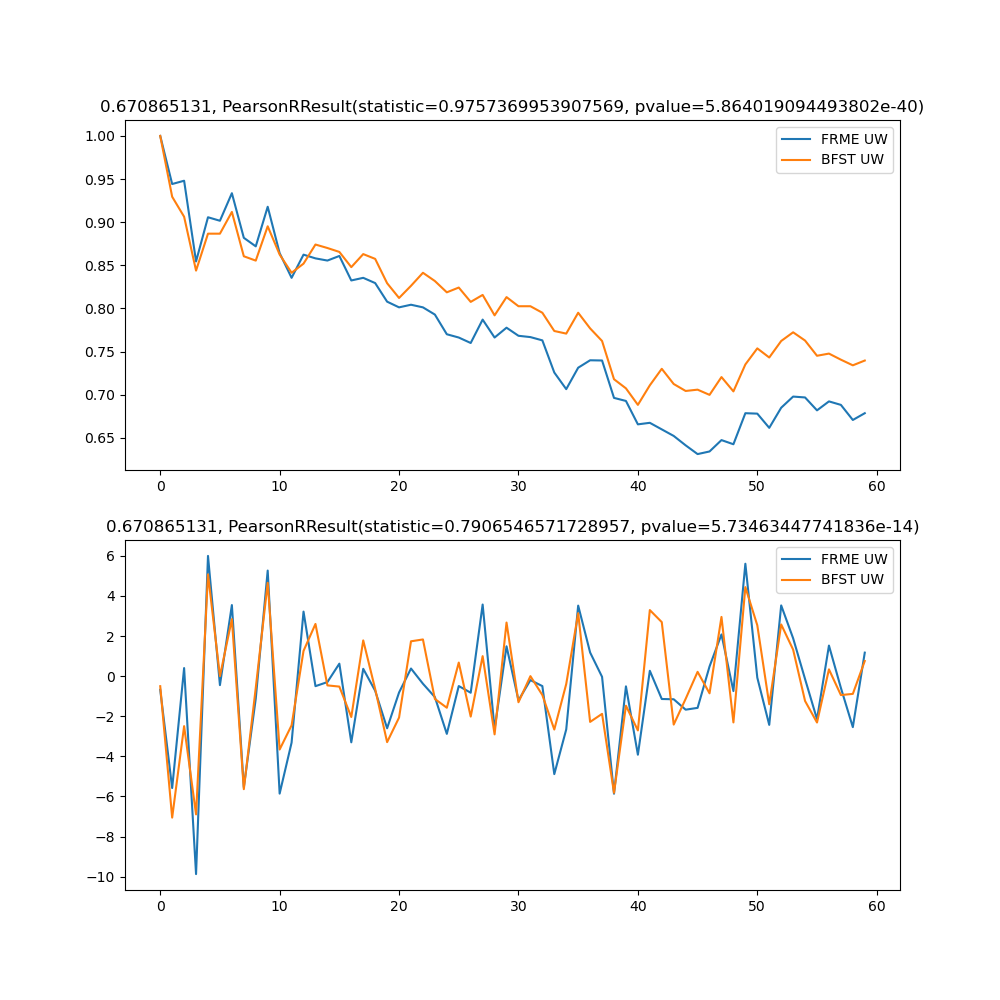 0.670865131, PearsonRResult(statistic=0.9757369953907569, pvalue=5.864019094493802e-40)
FRME UW
BFST UW
1.00
0.95
0.90
0.85
0.80
0.75
0.70
0.65
0 10 20 30 40 50 60
0.670865131, PearsonRResult(statistic=0.7906546571728957, pvalue=5.73463447741836e-14)
FRME UW
BFST UW
6
4
2
0
−2
−4
−6
−8
−10
0 10 20 30 40 50 60